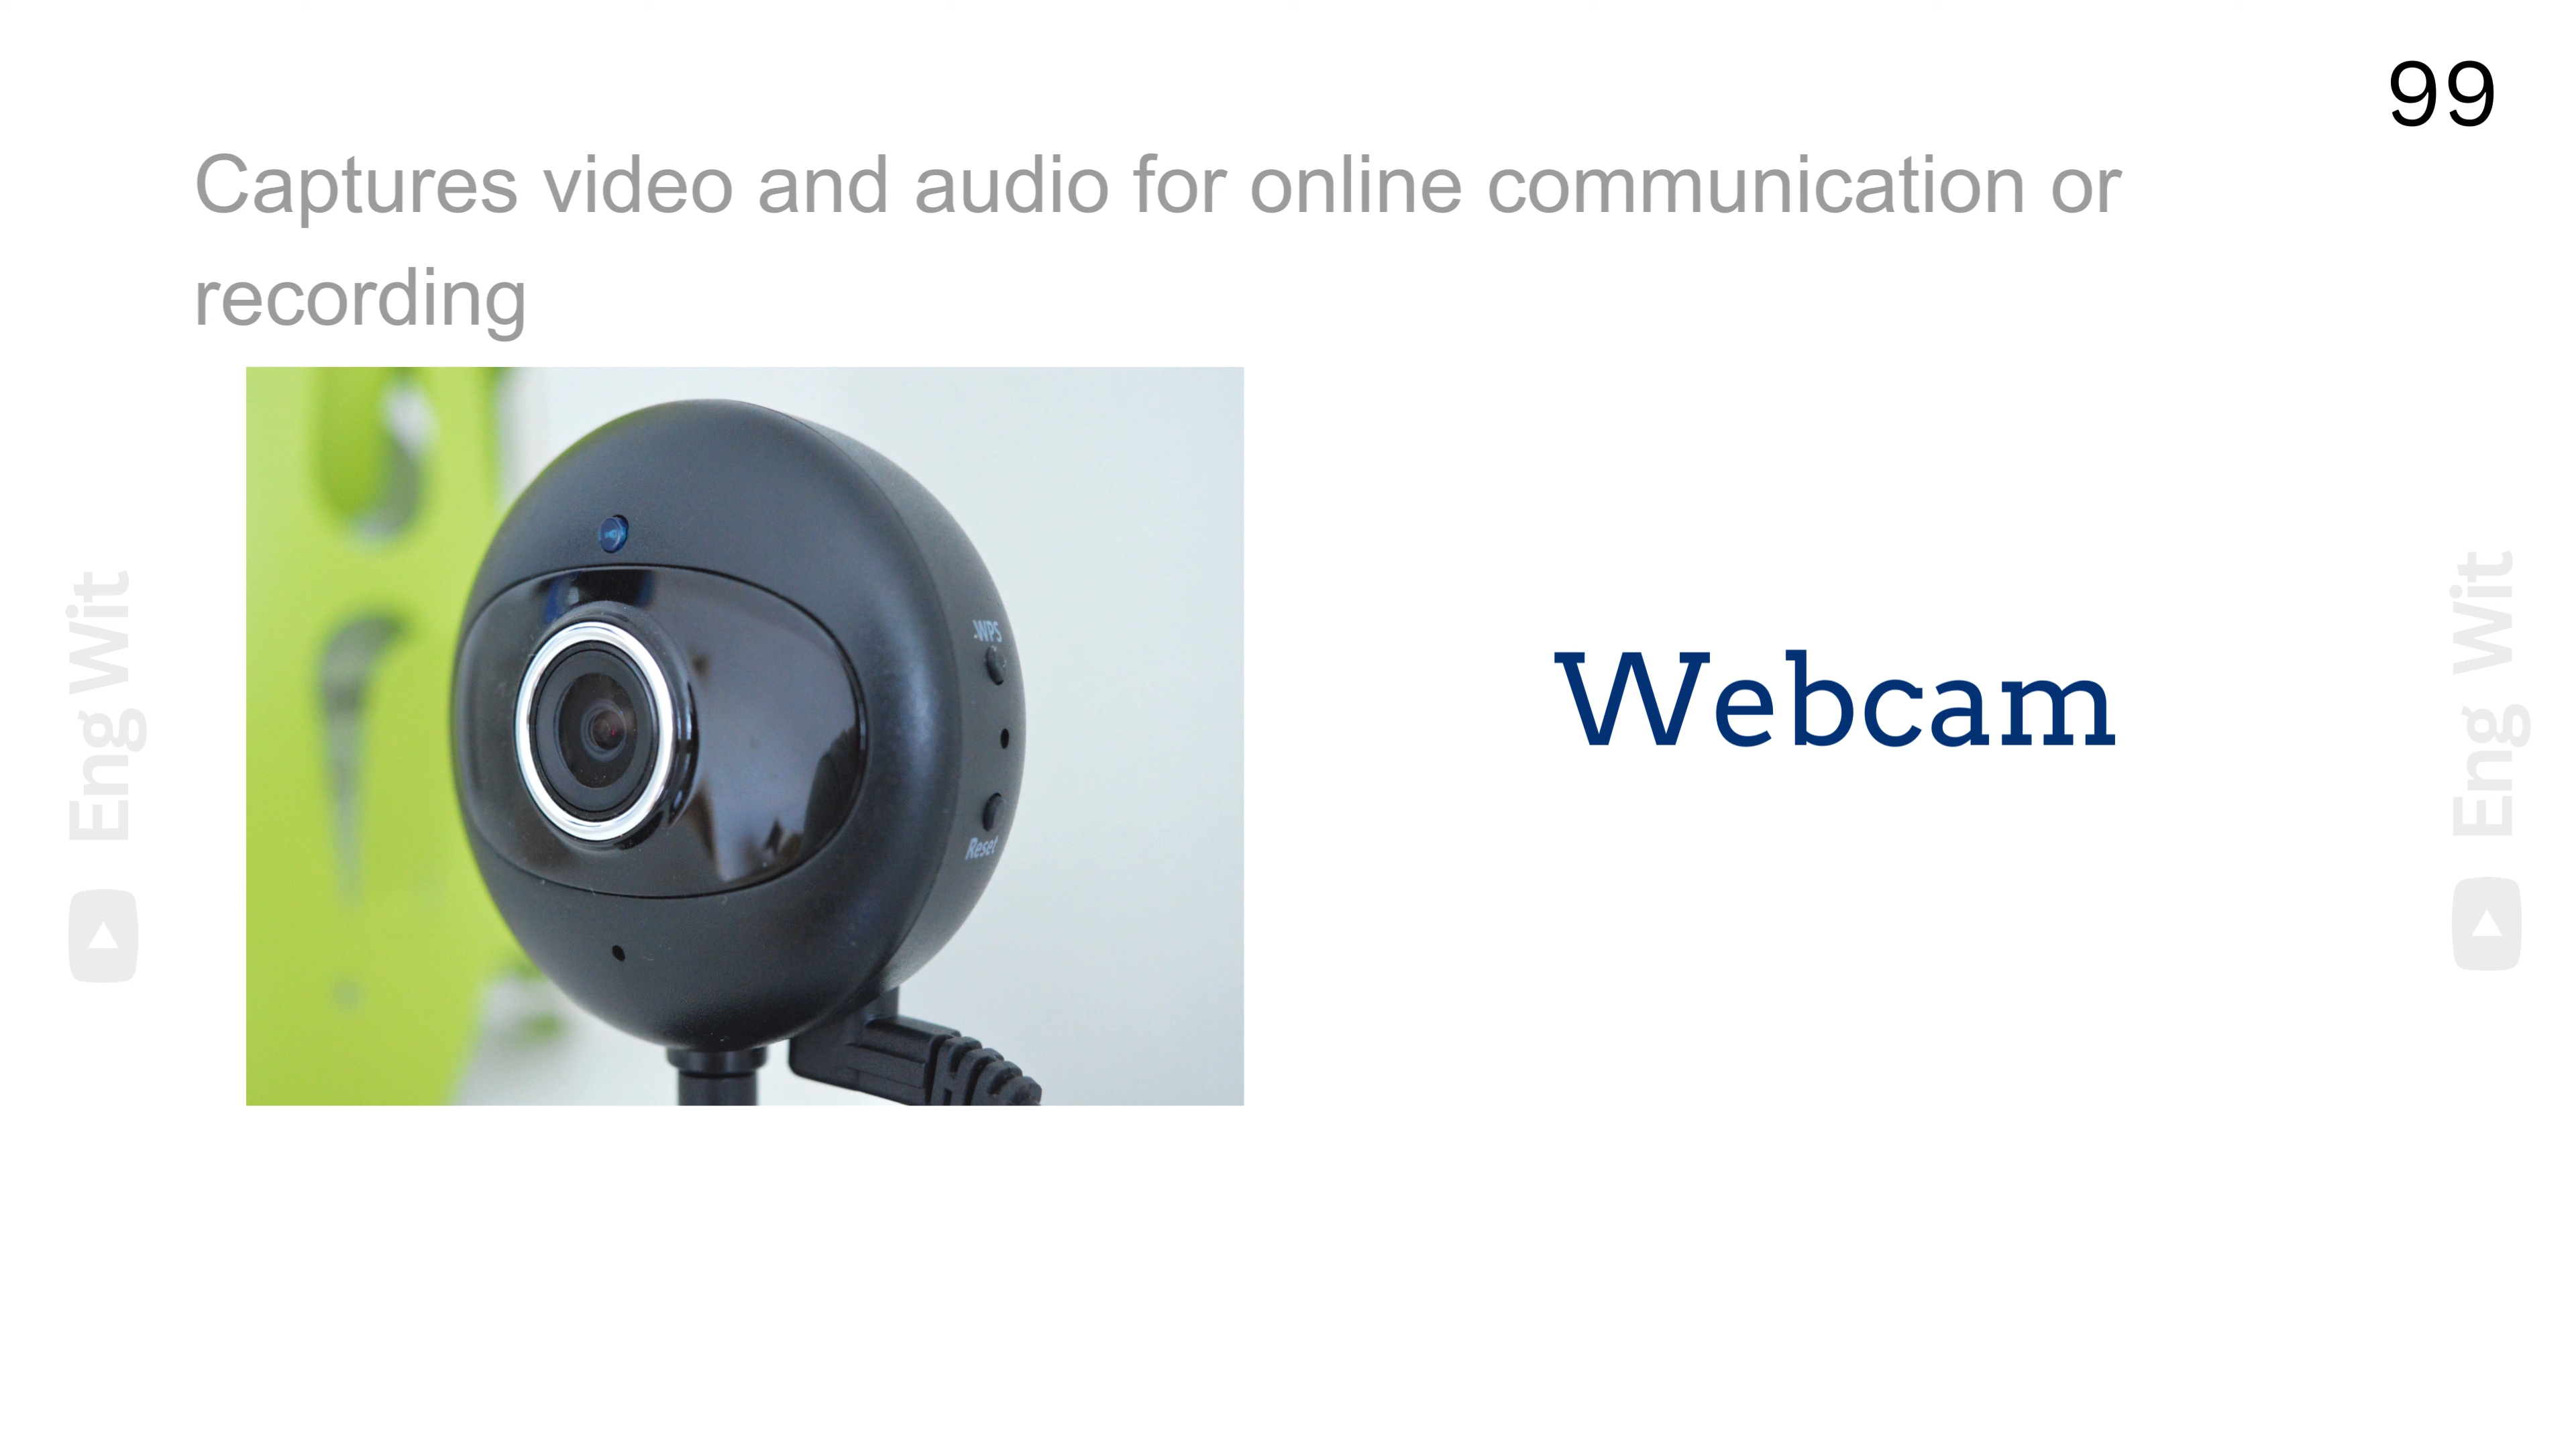 99
Captures video and audio for online communication or
recording
Eng Wit
-WPS
Reset
Webcam
Eng Wit